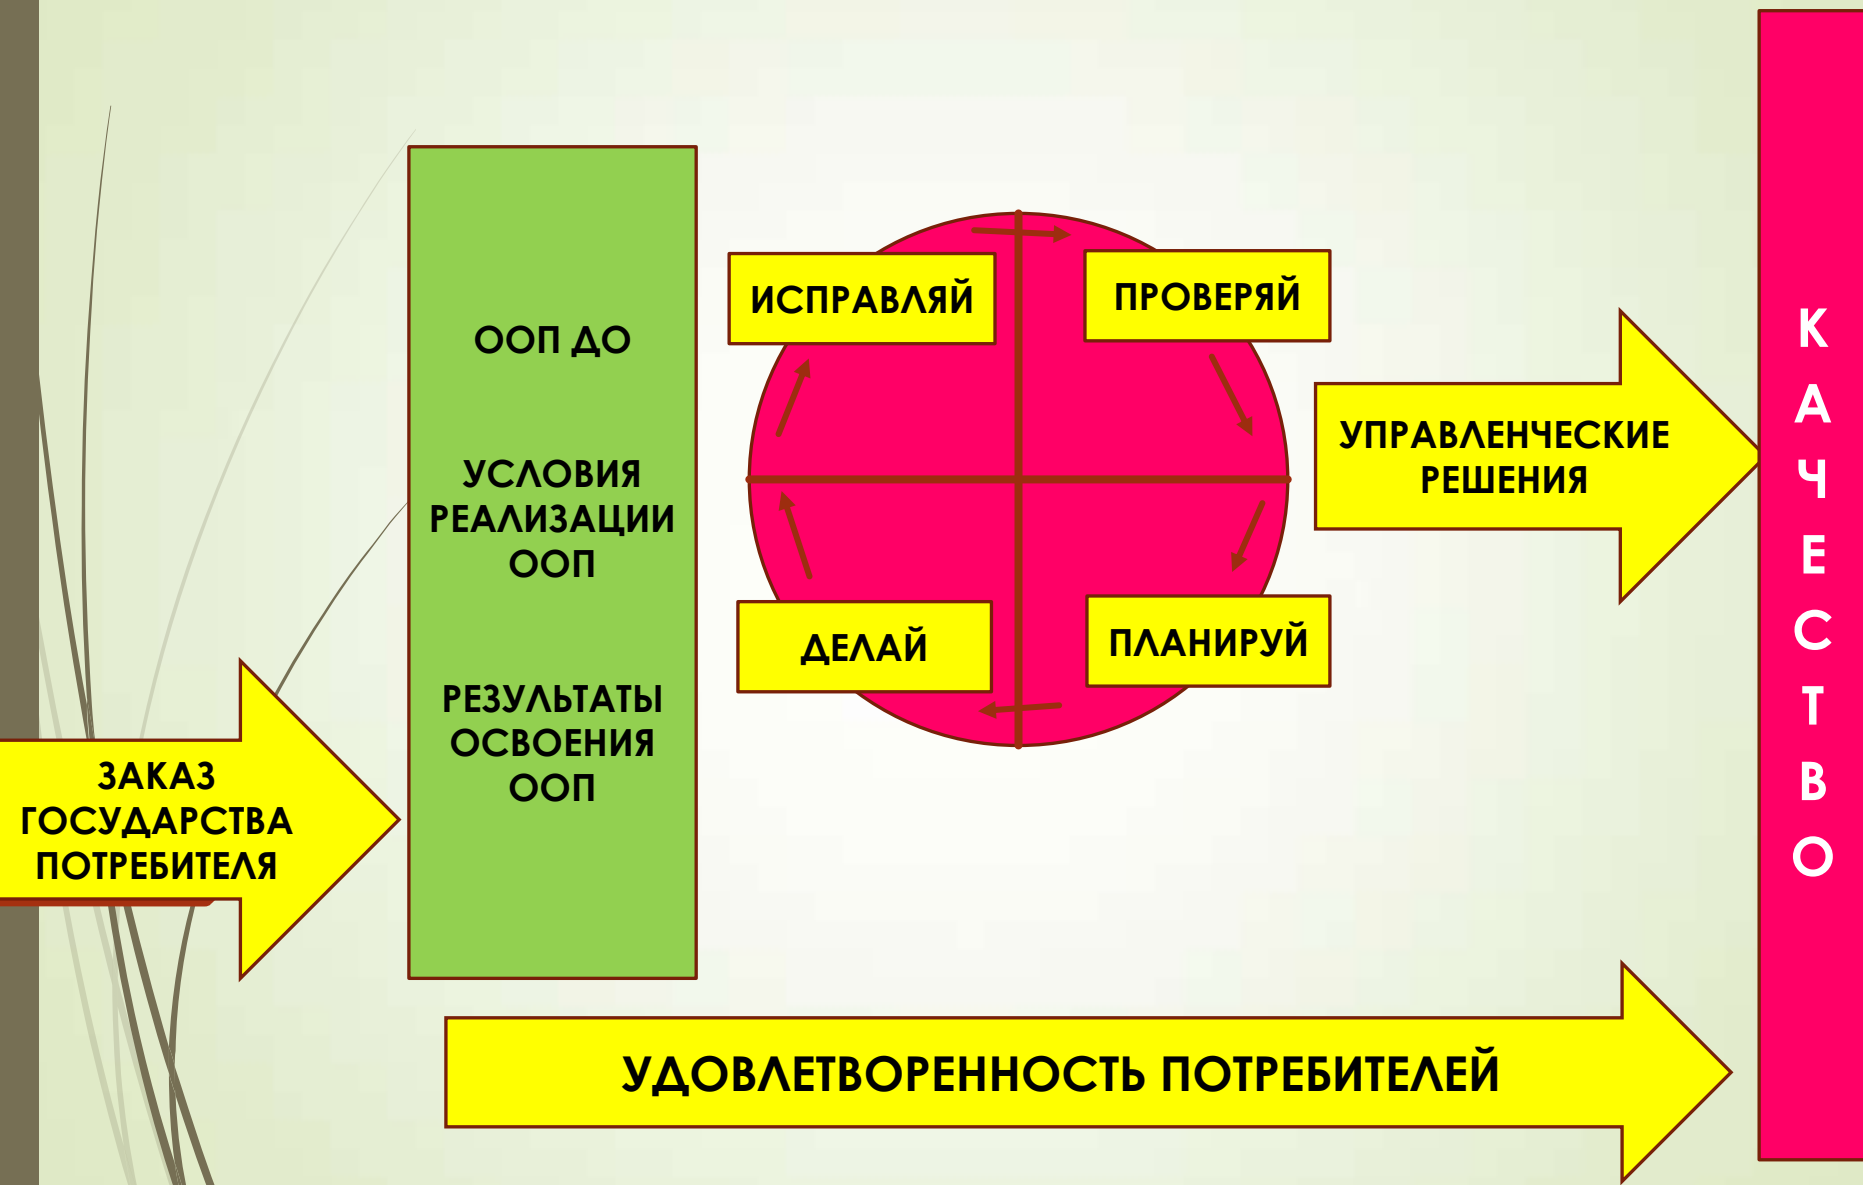 ЗАКАЗ
ГОСУДАРСТВА
ПОТРЕБИТЕЛЯ
ООП ДО
УСЛОВИЯ
РЕАЛИЗАЦИИ
ООП
РЕЗУЛЬТАТЫ
ОСВОЕНИЯ
ООП
ИСПРАВЛЯЙ
ПРОВЕРЯЙ
ДЕЛАЙ
ПЛАНИРУЙ
УПРАВЛЕНЧЕСКИЕ
РЕШЕНИЯ
УДОВЛЕТВОРЕННОСТЬ ПОТРЕБИТЕЛЕЙ
К
А
Ч
Е
С
Т
В
О